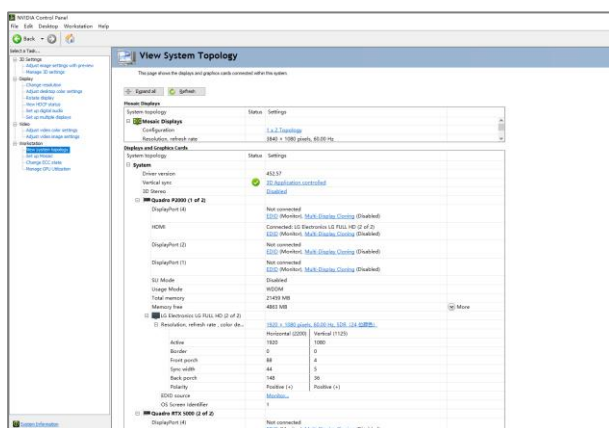 NVIDIA Control Panel
File Edit Desktop Workstation Help
Back
Select a Task...
3D Settings
Adjust image settings with preview
Manage 3D settings
Display
Change resolution
Adjust desktop color settings
Rotate display
View HDCP status
Set up digital audio
Set up multiple displays
Video
Adjust video color settings
Adjust video image settings
Workstation
View system topology
Set up Mosaic
Change ECC state
Manage GPU Utilization
System Information
View System Topology
This page shows the displays and graphics cards connected within the system.
Expand all Refresh
Mosaic Displays
System topology Status Settings
Mosaic Displays
Configuration 1 x 2 Topology
Resolution, refresh rate 3840 × 1080 pixels, 60.00 Hz
Displays and Graphics Cards
System topology Status Settings
System
Driver version 452.57
Vertical sync 3D Application controlled
3D Stereo Disabled
Quadro P2000 (1 of 2)
DisplayPort (4) Not connected
EDID (Monitor), Multi-Display Cloning (Disabled)
HDMI Connected: LG Electronics LG FULL HD (2 of 2)
EDID (Monitor), Multi-Display Cloning (Disabled)
DisplayPort (2) Not connected
EDID (Monitor), Multi-Display Cloning (Disabled)
DisplayPort (1) Not connected
EDID (Monitor), Multi-Display Cloning (Disabled)
SLI Mode Disabled
Usage Mode WDDM
Total memory 21459 MB
Memory free 4863 MB More
LG Electronics LG FULL HD (2 of 2)
Resolution, refresh rate , color de... 1920 × 1080 pixels, 60.00 Hz, SDR,
Horizontal (2200) Vertical (1125)
Active 1920 1080
Border 0 0
Front porch 88 4
Sync width 44 5
Back porch 148 36
Polarity Positive (+) Positive (+)
EDID source Monitor...
OS Screen Identifier 1
Quadro RTX 5000 (2 of 2)
DisplayPort (4) Not connected